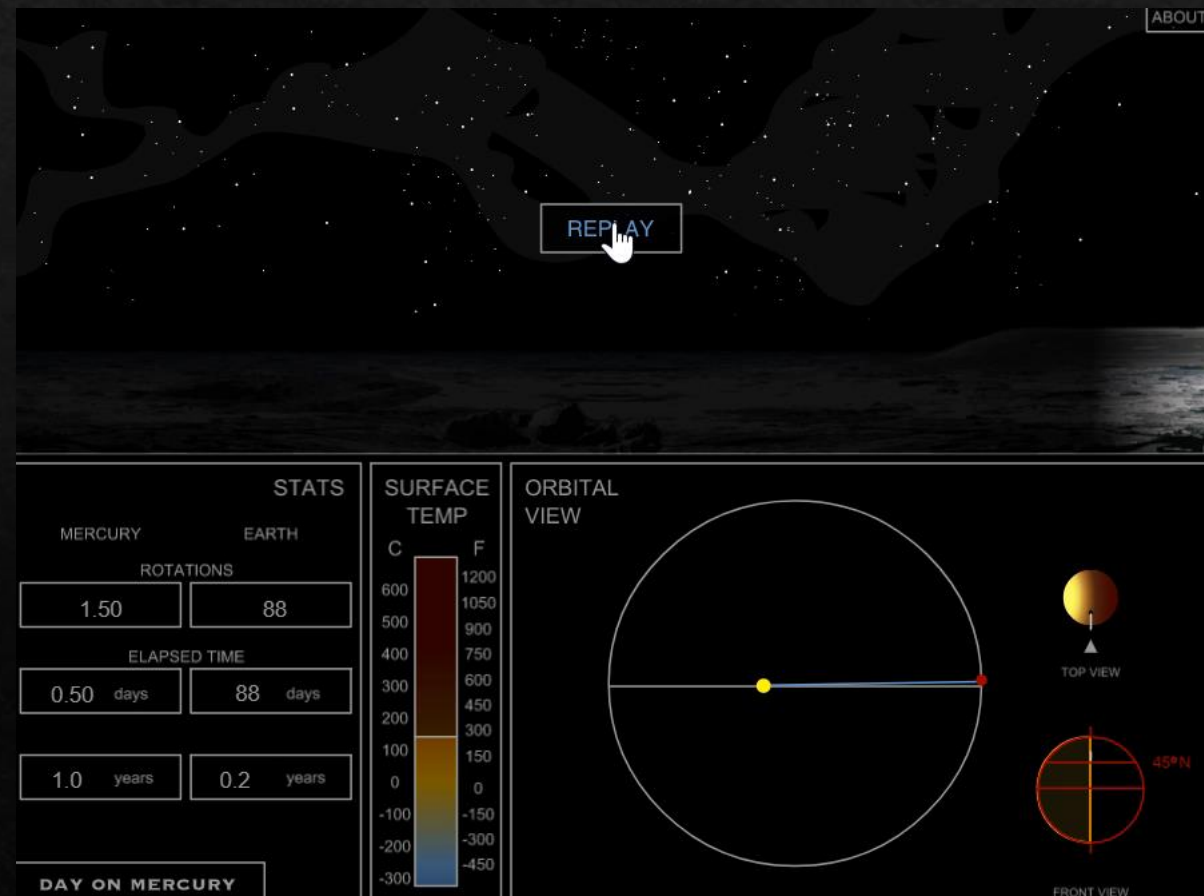 ABOUT
REPLAY
STATS
MERCURY EARTH
ROTATIONS
1.50 88
ELAPSED TIME
0.50 days 88 days
1.0 years 0.2 years
DAY ON MERCURY
SURFACE
TEMP
C F
600 1200
1050
500 900
400 750
300 600
450
200 300
100 150
0 0
-100 -150
-200 -300
-300 -450
ORBITAL
VIEW
TOP VIEW
45°N
FRONT VIEW